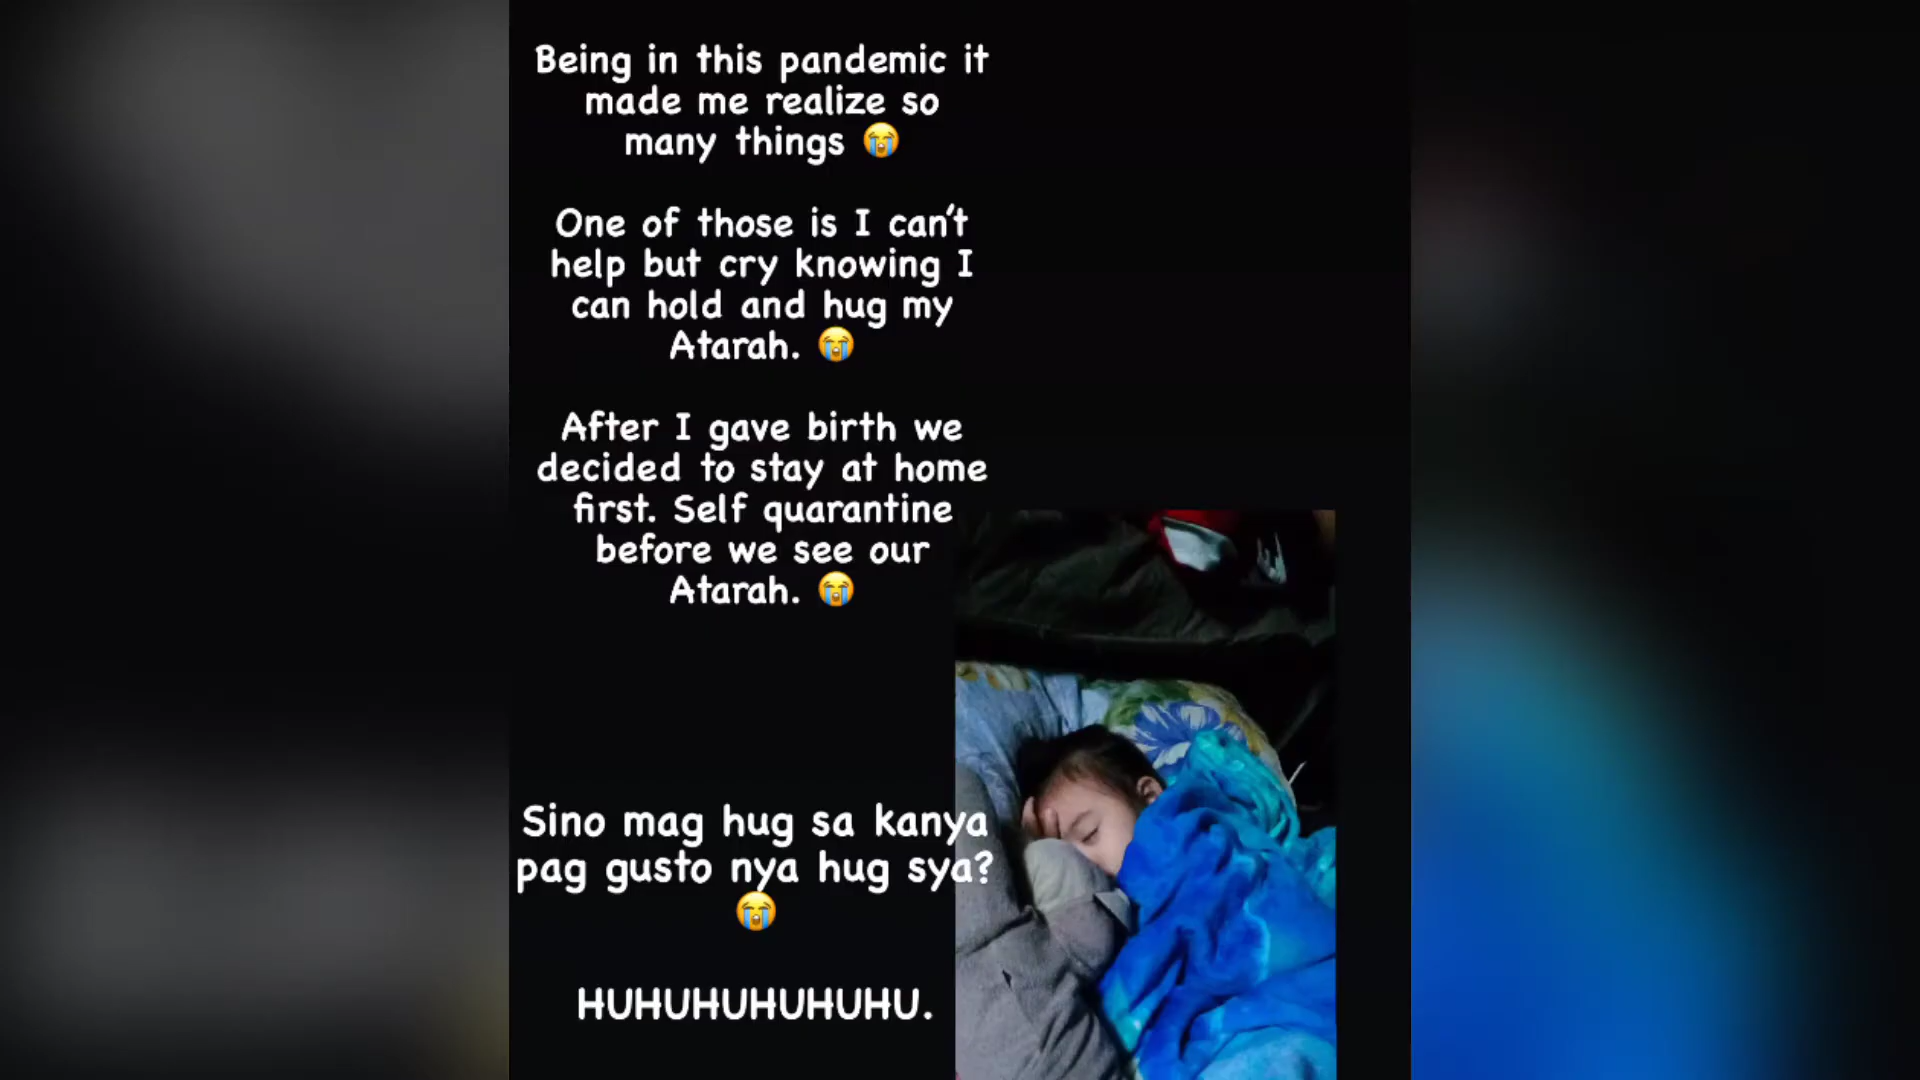 Being in this pandemic it
made me realize so
many things 😭
One of those is I can't
help but cry knowing I
can hold and hug my
Atarah. 😭
After I gave birth we
decided to stay at home
first. Self quarantine
before we see our
Atarah. 😭
Sino mag hug sa kanya
pag gusto nya hug sya?
😭
HUHUHUHUHUHU.